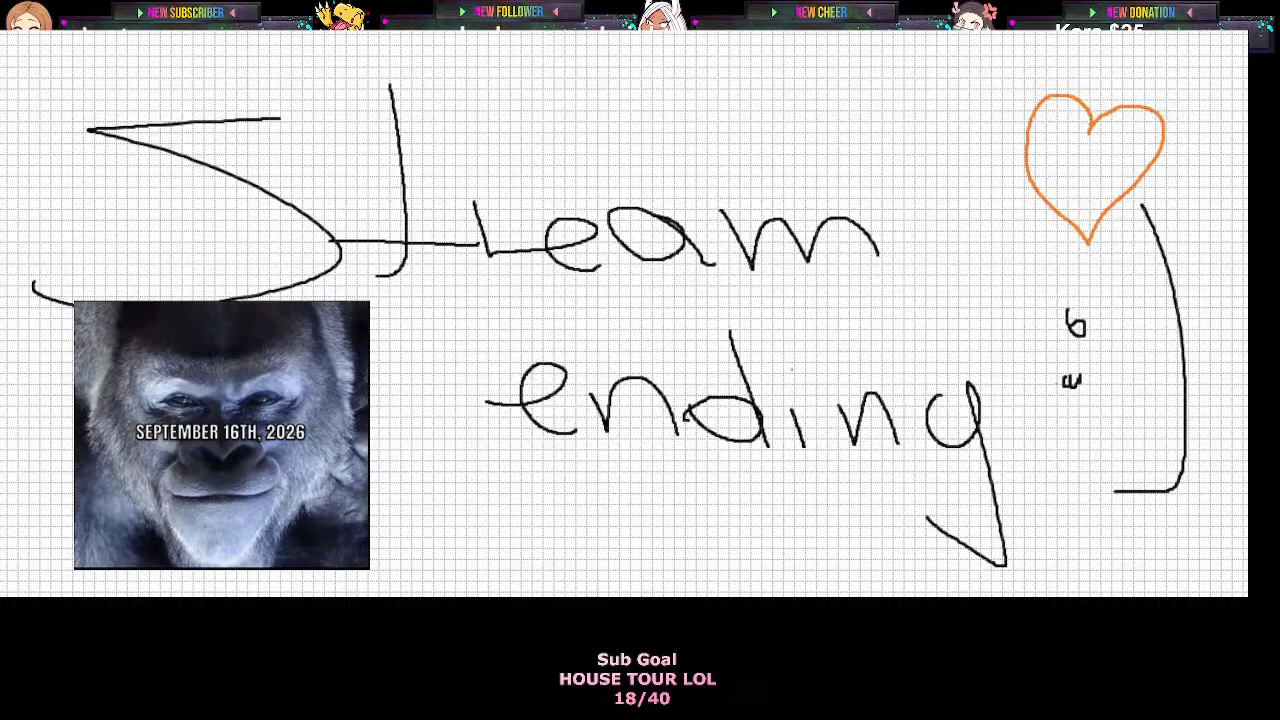 NEW SUBSCRIBER
NEW FOLLOWER
NEW CHEER
NEW DONATION
Stream
ending
SEPTEMBER 16TH, 2026
Sub Goal
HOUSE TOUR LOL
18/40